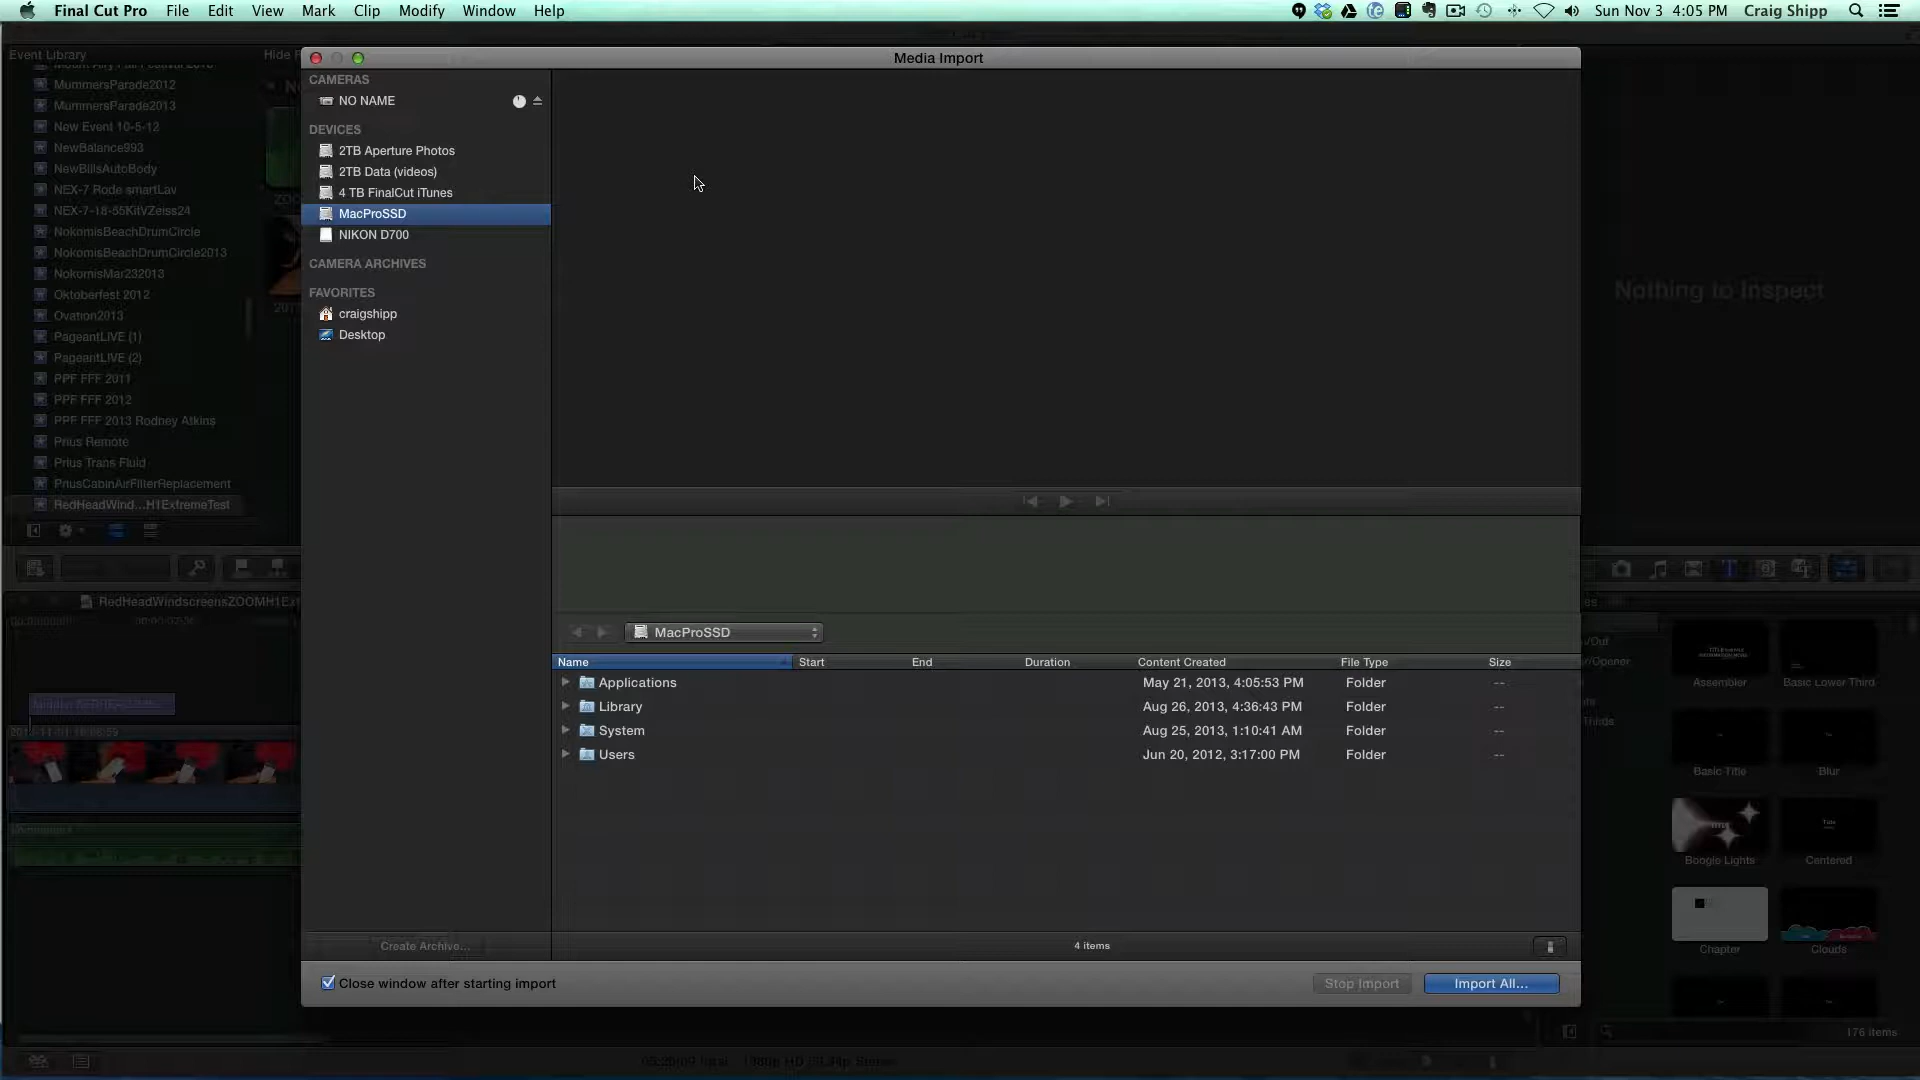 Final Cut Pro File Edit View Mark Clip Modify Window Help Sun Nov 3 4:05 PM Craig Shipp
Event Library Hide
MummersParade2012
MummersParade2013
New Event 10-5-12
NewBalance993
NewBillsAutoBody
NEX-7 Rode smartLav
NEX-7-18-55KitVZeiss24
NokomisBeachDrumCircle
NokomisBeachDrumCircle2013
NokomisMar232013
Oktoberfest 2012
Ovation2013
PageantLIVE (1)
PageantLIVE (2)
PPF FFF 2011
PPF FFF 2012
PPF FFF 2013 Rodney Atkins
Prius Remote
Prius Trans Fluid
PriusCabinAirFilterReplacement
RedHeadWind...H1ExtremeTest
RedHeadWindscreensZOOMH1Ex
Media Import
CAMERAS
NO NAME
DEVICES
2TB Aperture Photos
2TB Data (videos)
4 TB FinalCut iTunes
MacProSSD
NIKON D700
CAMERA ARCHIVES
FAVORITES
craigshipp
Desktop
MacProSSD
Name Start End Duration Content Created File Type Size
Applications May 21, 2013, 4:05:53 PM Folder --
Library Aug 26, 2013, 4:36:43 PM Folder --
System Aug 25, 2013, 1:10:41 AM Folder --
Users Jun 20, 2012, 3:17:00 PM Folder --
Create Archive... 4 items
Close window after starting import Stop Import Import All...
Nothing to Inspect
Assembler Basic Lower Third
Basic Title Blur
Boogie Lights Centered
Chapter Clouds
176 items